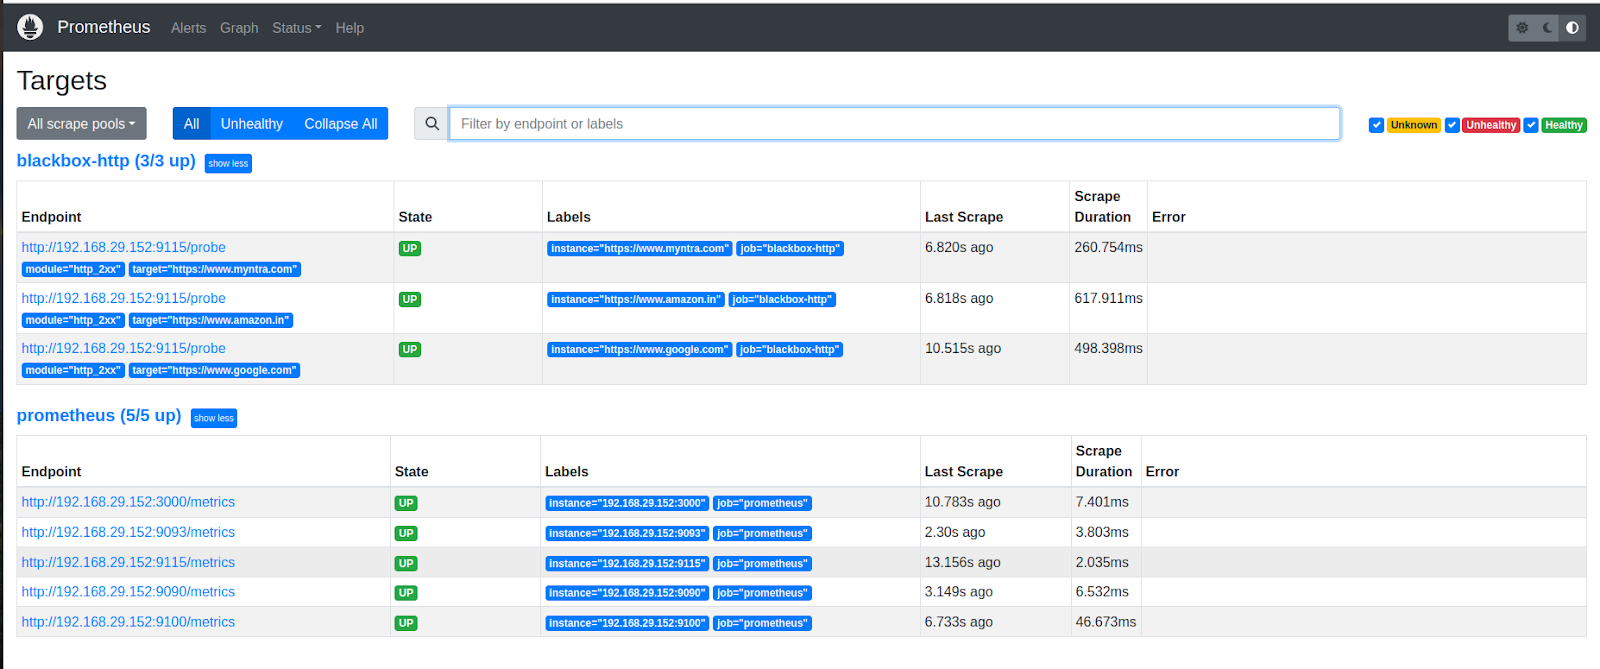 Prometheus Alerts Graph Status Help
Targets
All scrape pools All Unhealthy Collapse All Filter by endpoint or labels Unknown Unhealthy Healthy
blackbox-http (3/3 up) show less
Endpoint State Labels Last Scrape Scrape Duration Error
http://192.168.29.152:9115/probe UP instance="https://www.myntra.com" job="blackbox-http" 6.820s ago 260.754ms
module="http_2xx" target="https://www.myntra.com"
http://192.168.29.152:9115/probe UP instance="https://www.amazon.in" job="blackbox-http" 6.818s ago 617.911ms
module="http_2xx" target="https://www.amazon.in"
http://192.168.29.152:9115/probe UP instance="https://www.google.com" job="blackbox-http" 10.515s ago 498.398ms
module="http_2xx" target="https://www.google.com"
prometheus (5/5 up) show less
Endpoint State Labels Last Scrape Scrape Duration Error
http://192.168.29.152:3000/metrics UP instance="192.168.29.152:3000" job="prometheus" 10.783s ago 7.401ms
http://192.168.29.152:9093/metrics UP instance="192.168.29.152:9093" job="prometheus" 2.30s ago 3.803ms
http://192.168.29.152:9115/metrics UP instance="192.168.29.152:9115" job="prometheus" 13.156s ago 2.035ms
http://192.168.29.152:9090/metrics UP instance="192.168.29.152:9090" job="prometheus" 3.149s ago 6.532ms
http://192.168.29.152:9100/metrics UP instance="192.168.29.152:9100" job="prometheus" 6.733s ago 46.673ms